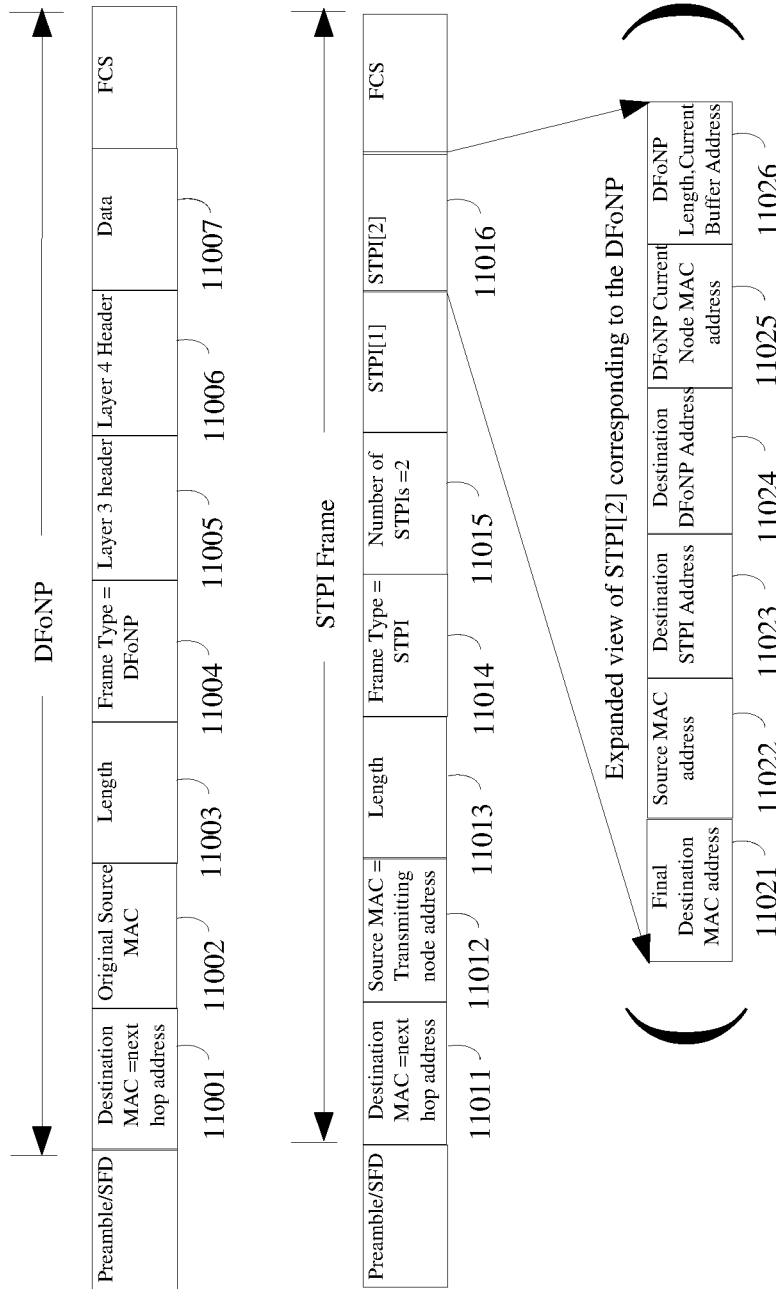 DFoNP
Preamble/SFD
Destination
MAC =next
hop address
Original Source
MAC
Length
Frame Type =
DFoNP
Layer 3 header
Layer 4 Header
Data
FCS
11001
11002
11003
11004
11005
11006
11007
STPI Frame
Preamble/SFD
Destination
MAC =next
hop address
Source MAC =
Transmitting
node address
Length
Frame Type =
STPI
Number of
STPIs =2
STPI[1]
STPI[2]
FCS
11011
11012
11013
11014
11015
11016
Expanded view of STPI[2] corresponding to the DFoNP
(
Final
Destination
MAC address
Source MAC
address
Destination
STPI Address
Destination
DFoNP Address
DFoNP Current
Node MAC
address
DFoNP
Length,Current
Buffer Address
)
11021
11022
11023
11024
11025
11026